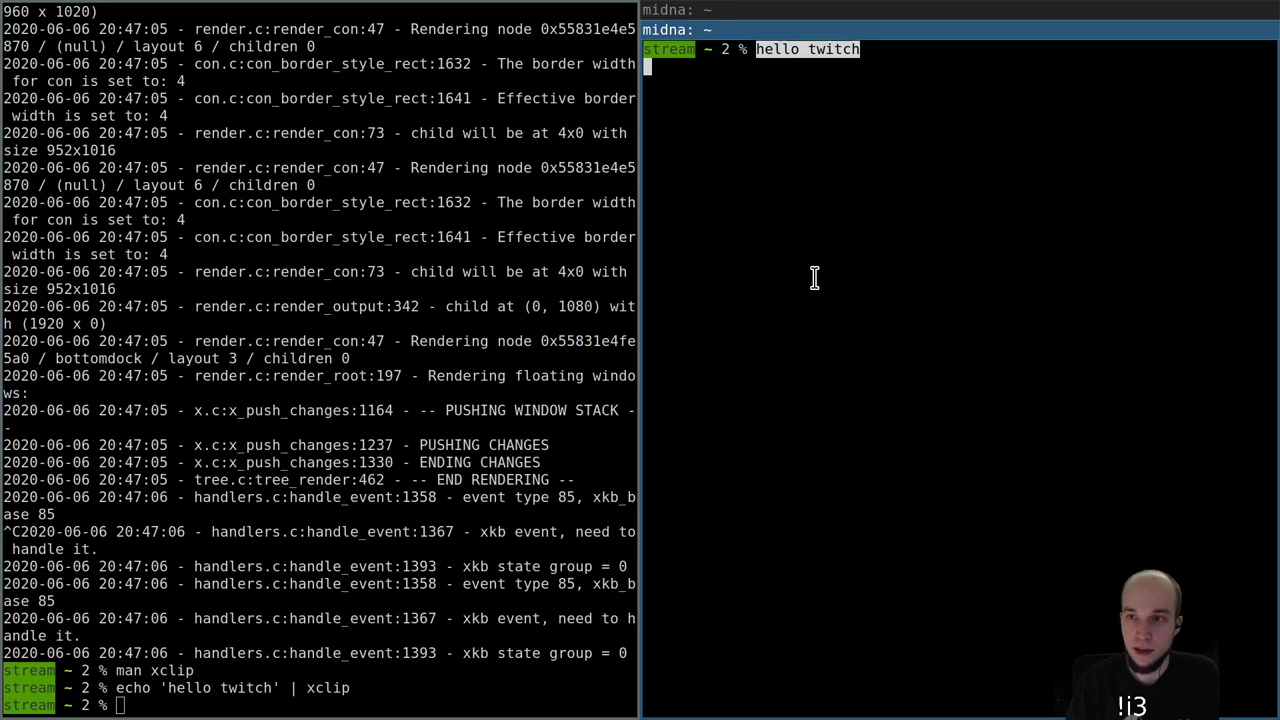 960 x 1020)
2020-06-06 20:47:05 - render.c:render_con:47 - Rendering node 0x55831e4e5
870 / (null) / layout 6 / children 0
2020-06-06 20:47:05 - con.c:con_border_style_rect:1632 - The border width
 for con is set to: 4
2020-06-06 20:47:05 - con.c:con_border_style_rect:1641 - Effective border
 width is set to: 4
2020-06-06 20:47:05 - render.c:render_con:73 - child will be at 4x0 with
size 952x1016
2020-06-06 20:47:05 - render.c:render_con:47 - Rendering node 0x55831e4e5
870 / (null) / layout 6 / children 0
2020-06-06 20:47:05 - con.c:con_border_style_rect:1632 - The border width
 for con is set to: 4
2020-06-06 20:47:05 - con.c:con_border_style_rect:1641 - Effective border
 width is set to: 4
2020-06-06 20:47:05 - render.c:render_con:73 - child will be at 4x0 with
size 952x1016
2020-06-06 20:47:05 - render.c:render_output:342 - child at (0, 1080) wit
h (1920 x 0)
2020-06-06 20:47:05 - render.c:render_con:47 - Rendering node 0x55831e4fe
5a0 / bottomdock / layout 3 / children 0
2020-06-06 20:47:05 - render.c:render_root:197 - Rendering floating windo
ws:
2020-06-06 20:47:05 - x.c:x_push_changes:1164 - -- PUSHING WINDOW STACK -
-
2020-06-06 20:47:05 - x.c:x_push_changes:1237 - PUSHING CHANGES
2020-06-06 20:47:05 - x.c:x_push_changes:1330 - ENDING CHANGES
2020-06-06 20:47:05 - tree.c:tree_render:462 - -- END RENDERING --
2020-06-06 20:47:06 - handlers.c:handle_event:1358 - event type 85, xkb_b
ase 85
^C2020-06-06 20:47:06 - handlers.c:handle_event:1367 - xkb event, need to
 handle it.
2020-06-06 20:47:06 - handlers.c:handle_event:1393 - xkb state group = 0
2020-06-06 20:47:06 - handlers.c:handle_event:1358 - event type 85, xkb_b
ase 85
2020-06-06 20:47:06 - handlers.c:handle_event:1367 - xkb event, need to h
andle it.
2020-06-06 20:47:06 - handlers.c:handle_event:1393 - xkb state group = 0
stream ~ 2 % man xclip
stream ~ 2 % echo 'hello twitch' | xclip
stream ~ 2 %
midna: ~
midna: ~
stream ~ 2 % hello twitch
!i3